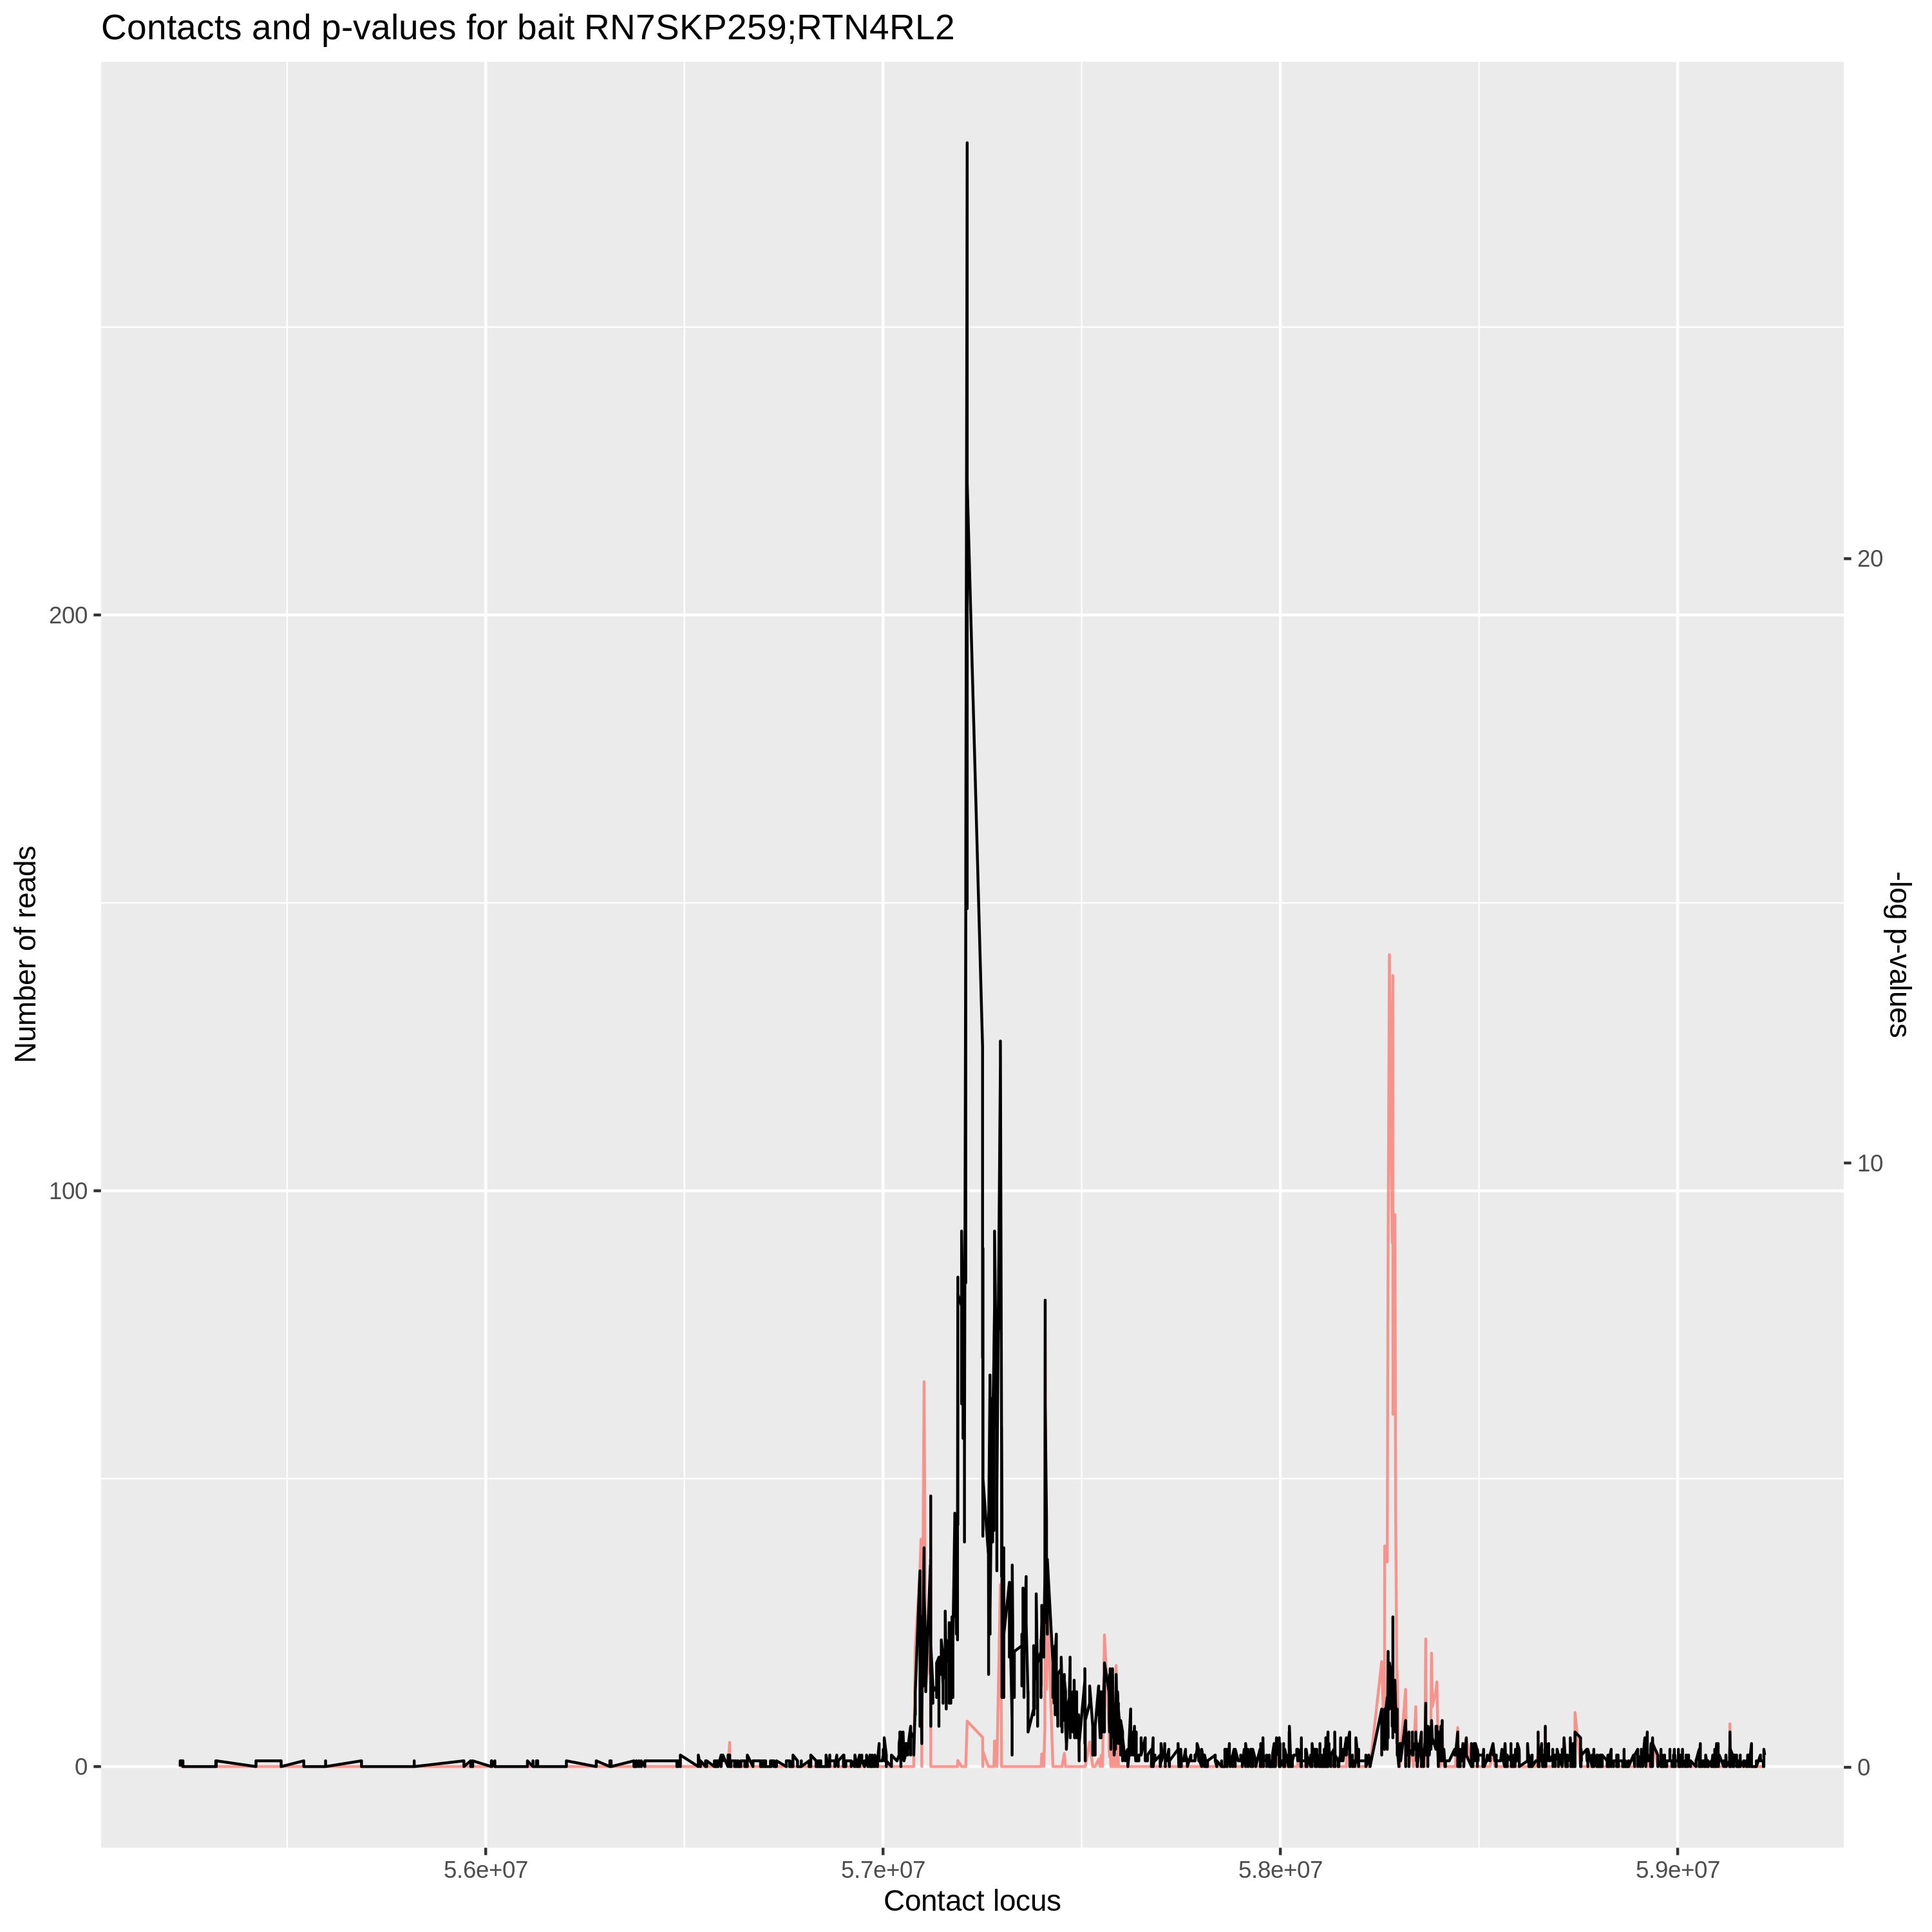 Contacts and p-values for bait RN7SKP259;RTN4RL2
200
100
0
Number of reads
20
10
0
-log p-values
5.6e+07
5.7e+07
5.8e+07
5.9e+07
Contact locus